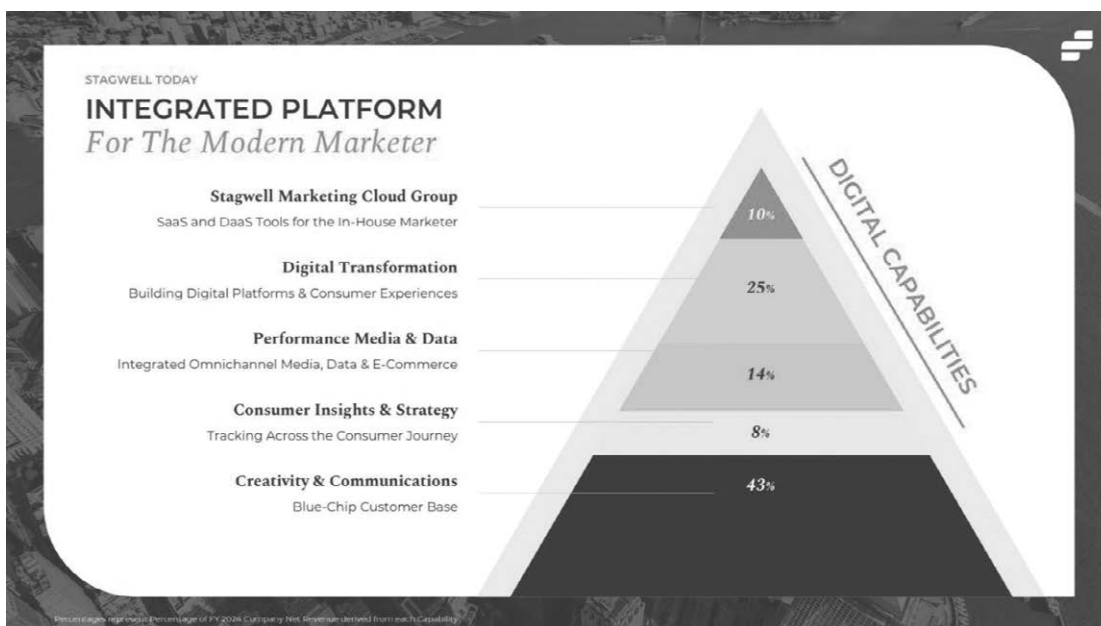 STAGWELL TODAY
INTEGRATED PLATFORM
For The Modern Marketer
Stagwell Marketing Cloud Group
SaaS and DaaS Tools for the In-House Marketer
10%
Digital Transformation
Building Digital Platforms & Consumer Experiences
25%
Performance Media & Data
Integrated Omnichannel Media, Data & E-Commerce
14%
Consumer Insights & Strategy
Tracking Across the Consumer Journey
8%
Creativity & Communications
Blue-Chip Customer Base
43%
DIGITAL CAPABILITIES
Percentages represent Percentage of FY 2024 Company Net Revenue derived from each Capability